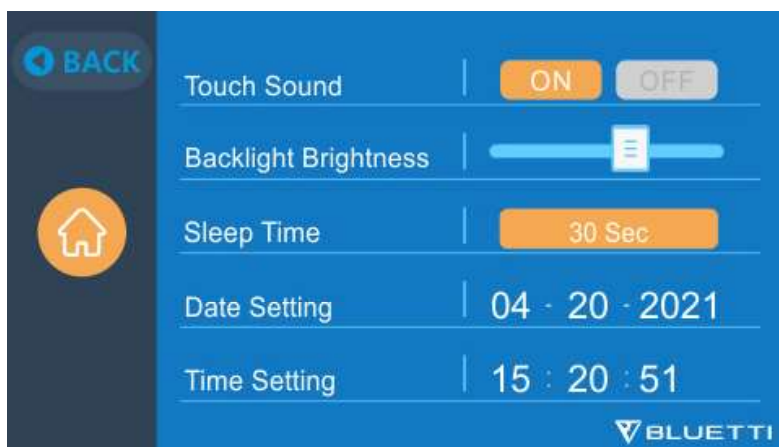 BACK
Touch Sound ON OFF
Backlight Brightness
Sleep Time 30 Sec
Date Setting 04 - 20 - 2021
Time Setting 15 : 20 : 51
BLUETTI